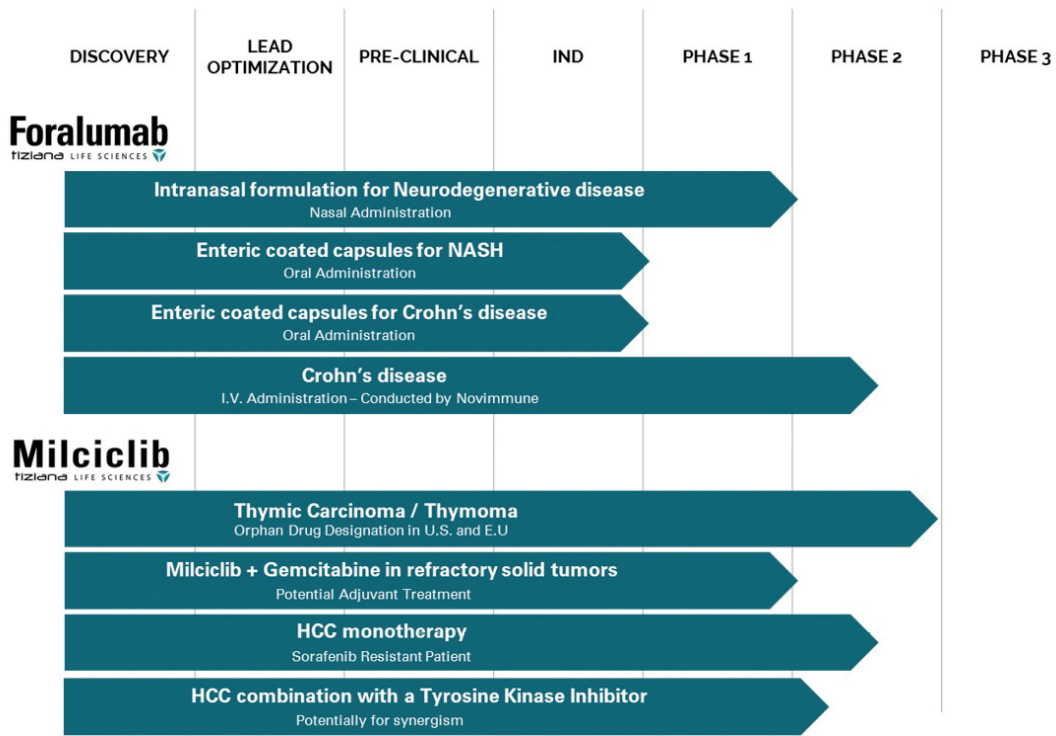 DISCOVERY
LEAD
OPTIMIZATION
PRE-CLINICAL
IND
PHASE 1
PHASE 2
PHASE 3
Foralumab
tiziana LIFE SCIENCES
Intranasal formulation for Neurodegenerative disease
Nasal Administration
Enteric coated capsules for NASH
Oral Administration
Enteric coated capsules for Crohn's disease
Oral Administration
Crohn's disease
I.V. Administration – Conducted by Novimmune
Milciclib
tiziana LIFE SCIENCES
Thymic Carcinoma / Thymoma
Orphan Drug Designation in U.S. and E.U
Milciclib + Gemcitabine in refractory solid tumors
Potential Adjuvant Treatment
HCC monotherapy
Sorafenib Resistant Patient
HCC combination with a Tyrosine Kinase Inhibitor
Potentially for synergism